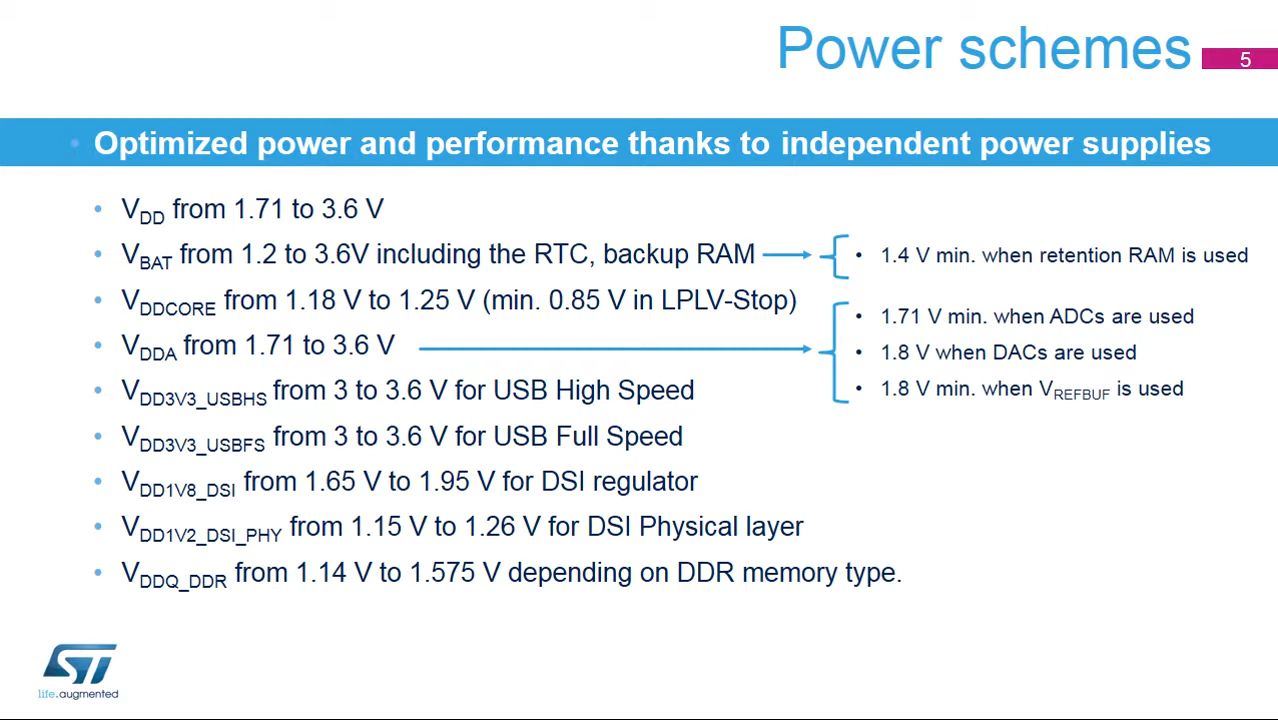 Power schemes
5
• Optimized power and performance thanks to independent power supplies
• VDD from 1.71 to 3.6 V
• VBAT from 1.2 to 3.6V including the RTC, backup RAM
• 1.4 V min. when retention RAM is used
• VDDCORE from 1.18 V to 1.25 V (min. 0.85 V in LPLV-Stop)
• VDDA from 1.71 to 3.6 V
• 1.71 V min. when ADCs are used
• 1.8 V when DACs are used
• 1.8 V min. when VREFBUF is used
• VDD3V3_USBHS from 3 to 3.6 V for USB High Speed
• VDD3V3_USBFS from 3 to 3.6 V for USB Full Speed
• VDD1V8_DSI from 1.65 V to 1.95 V for DSI regulator
• VDD1V2_DSI_PHY from 1.15 V to 1.26 V for DSI Physical layer
• VDDQ_DDR from 1.14 V to 1.575 V depending on DDR memory type.
ST
life.augmented